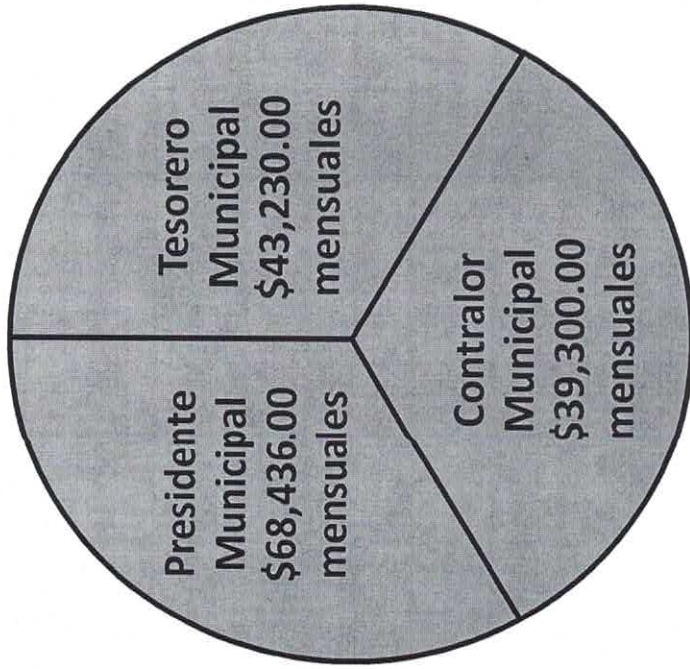 Presidente
Municipal
$68,436.00
mensuales
Tesorero
Municipal
$43,230.00
mensuales
Contralor
Municipal
$39,300.00
mensuales